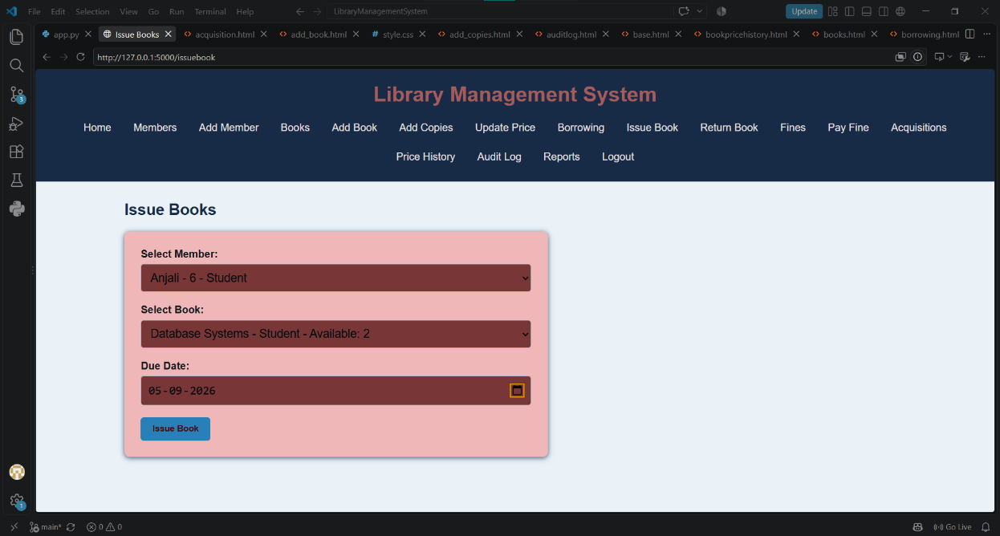 File Edit Selection View Go Run Terminal Help LibraryManagementSystem Update
app.py Issue Books acquisition.html add_book.html style.css add_copies.html auditlog.html base.html bookpricehistory.html books.html borrowing.html
http://127.0.0.1:5000/issuebook
Library Management System
Home Members Add Member Books Add Book Add Copies Update Price Borrowing Issue Book Return Book Fines Pay Fine Acquisitions
Price History Audit Log Reports Logout
Issue Books
Select Member:
Anjali - 6 - Student
Select Book:
Database Systems - Student - Available: 2
Due Date:
05-09-2026
Issue Book
3
1
main* 0 0 Go Live